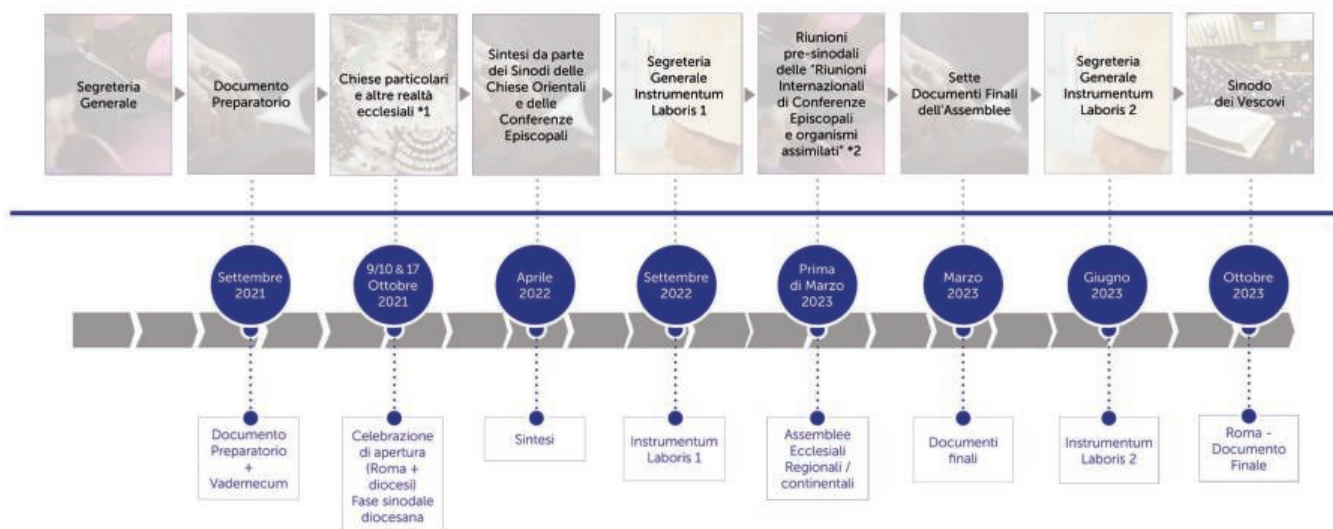 Segreteria
Generale
Documento
Preparatorio
Chiese particolari
e altre realtà
ecclesiali *1
Sintesi da parte
dei Sinodi delle
Chiese Orientali
e delle
Conferenze
Episcopali
Segreteria
Generale
Instrumentum
Laboris 1
Riunioni
pre-sinodali
delle "Riunioni
Internazionali
di Conferenze
Episcopali
e organismi
assimilati" *2
Sette
Documenti Finali
dell'Assemblee
Segreteria
Generale
Instrumentum
Laboris 2
Sinodo
dei Vescovi
Settembre
2021
9/10 & 17
Ottobre
2021
Aprile
2022
Settembre
2022
Prima
di Marzo
2023
Marzo
2023
Giugno
2023
Ottobre
2023
Documento
Preparatorio
+
Vademecum
Celebrazione
di apertura
(Roma +
diocesi)
Fase sinodale
diocesana
Sintesi
Instrumentum
Laboris 1
Assemblee
Ecclesiali
Regionali /
continentali
Documenti
finali
Instrumentum
Laboris 2
Roma -
Documento
Finale